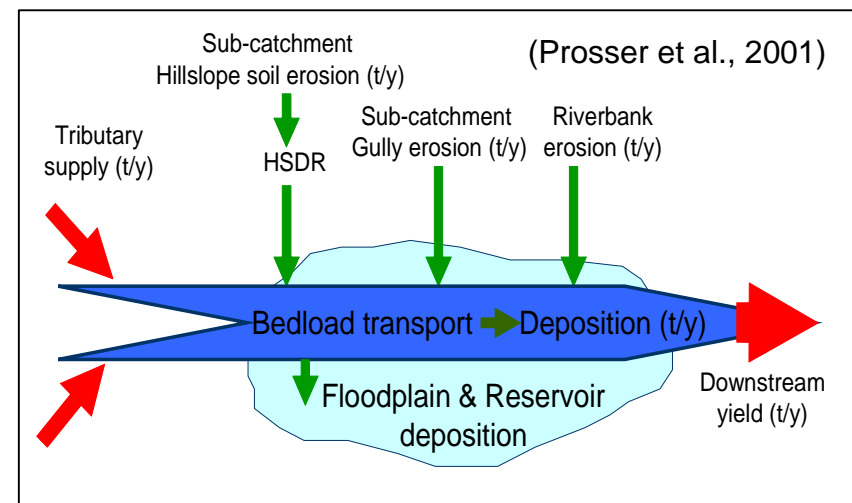 Sub-catchment
Hillslope soil erosion (t/y)
(Prosser et al., 2001)
Tributary
supply (t/y)
HSDR
Sub-catchment
Gully erosion (t/y)
Riverbank
erosion (t/y)
Bedload transport
Deposition (t/y)
Floodplain & Reservoir
deposition
Downstream
yield (t/y)